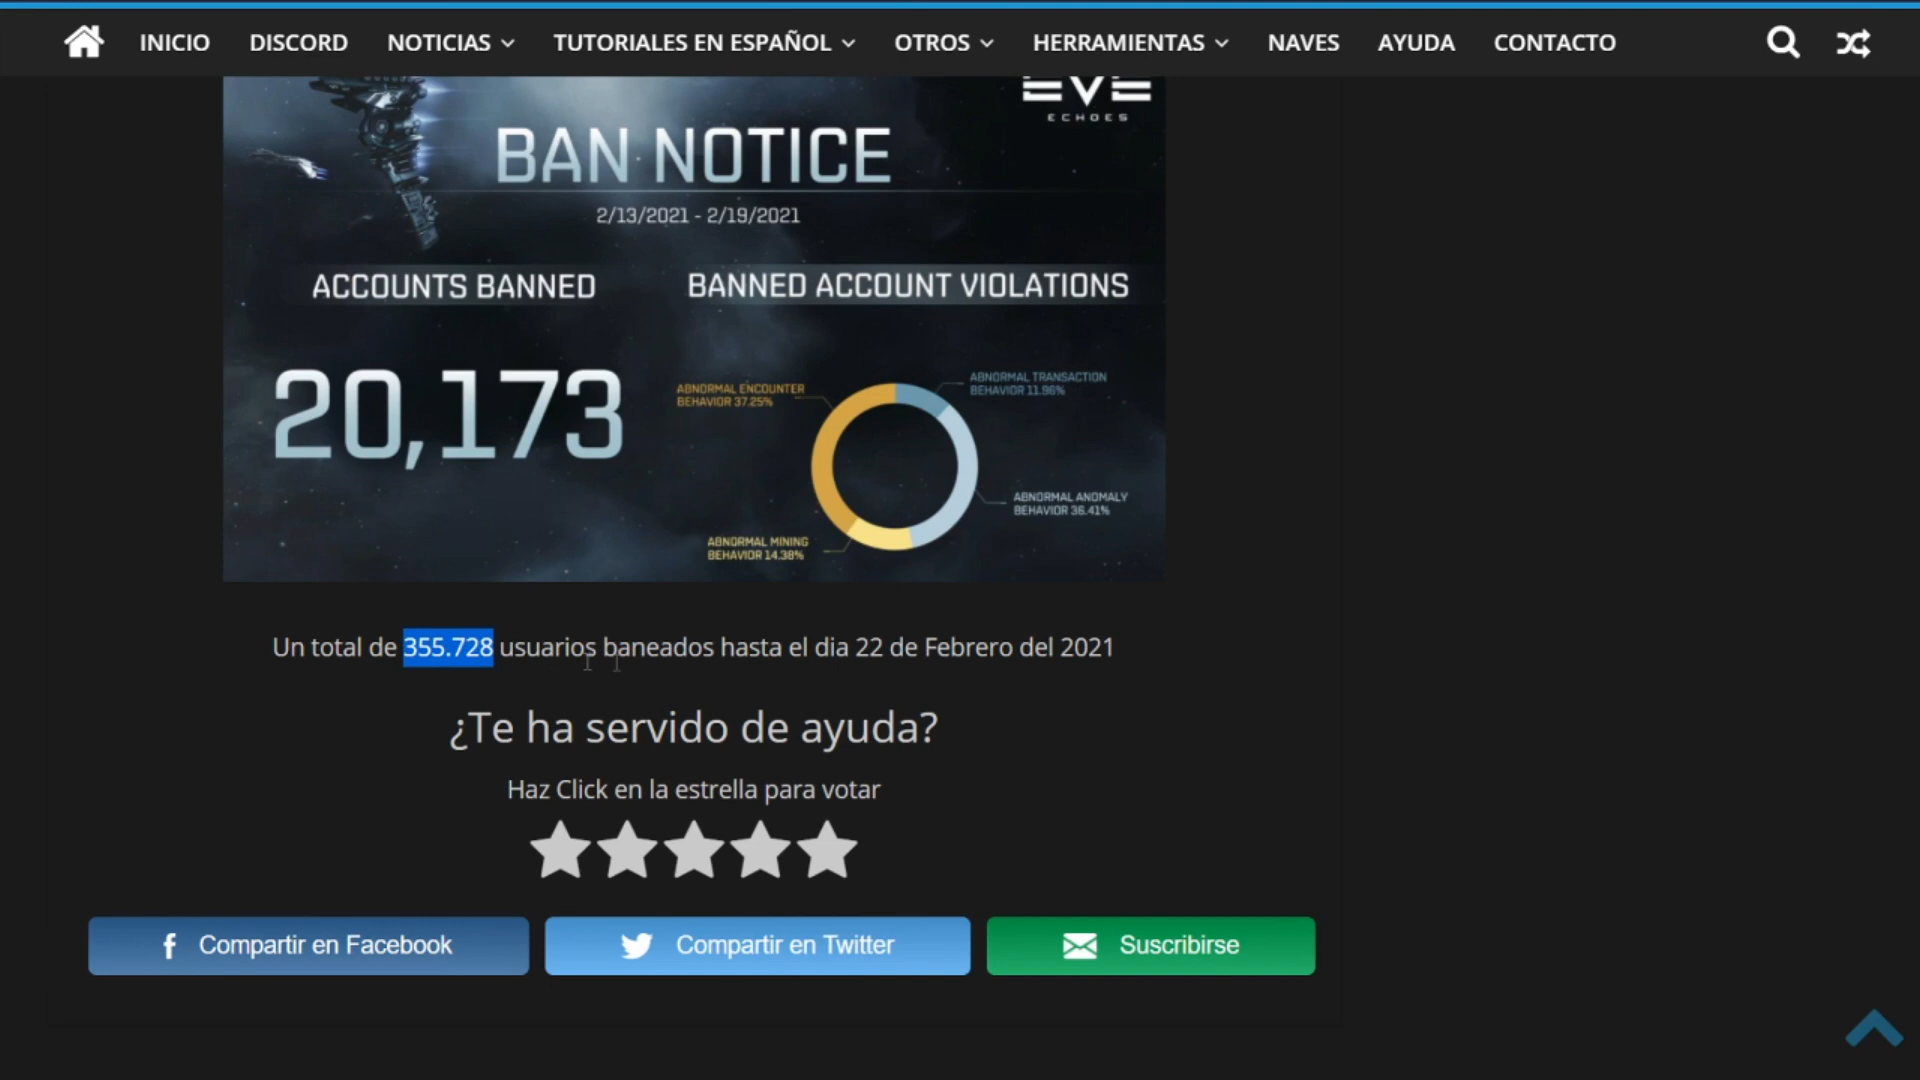 INICIO DISCORD NOTICIAS TUTORIALES EN ESPAÑOL OTROS HERRAMIENTAS NAVES AYUDA CONTACTO
EVE
ECHOES
BAN NOTICE
2/13/2021 - 2/19/2021
ACCOUNTS BANNED
BANNED ACCOUNT VIOLATIONS
20,173
ABNORMAL ENCOUNTER
BEHAVIOR 37.25%
ABNORMAL TRANSACTION
BEHAVIOR 11.96%
ABNORMAL ANOMALY
BEHAVIOR 36.41%
ABNORMAL MINING
BEHAVIOR 14.38%
Un total de 355.728 usuarios baneados hasta el dia 22 de Febrero del 2021
¿Te ha servido de ayuda?
Haz Click en la estrella para votar
Compartir en Facebook
Compartir en Twitter
Suscribirse